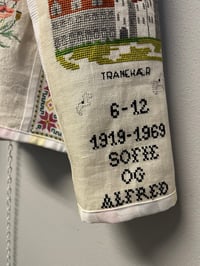 TRANEKÆR
6-12
1919-1969
SOFIE
OG
ALFRED